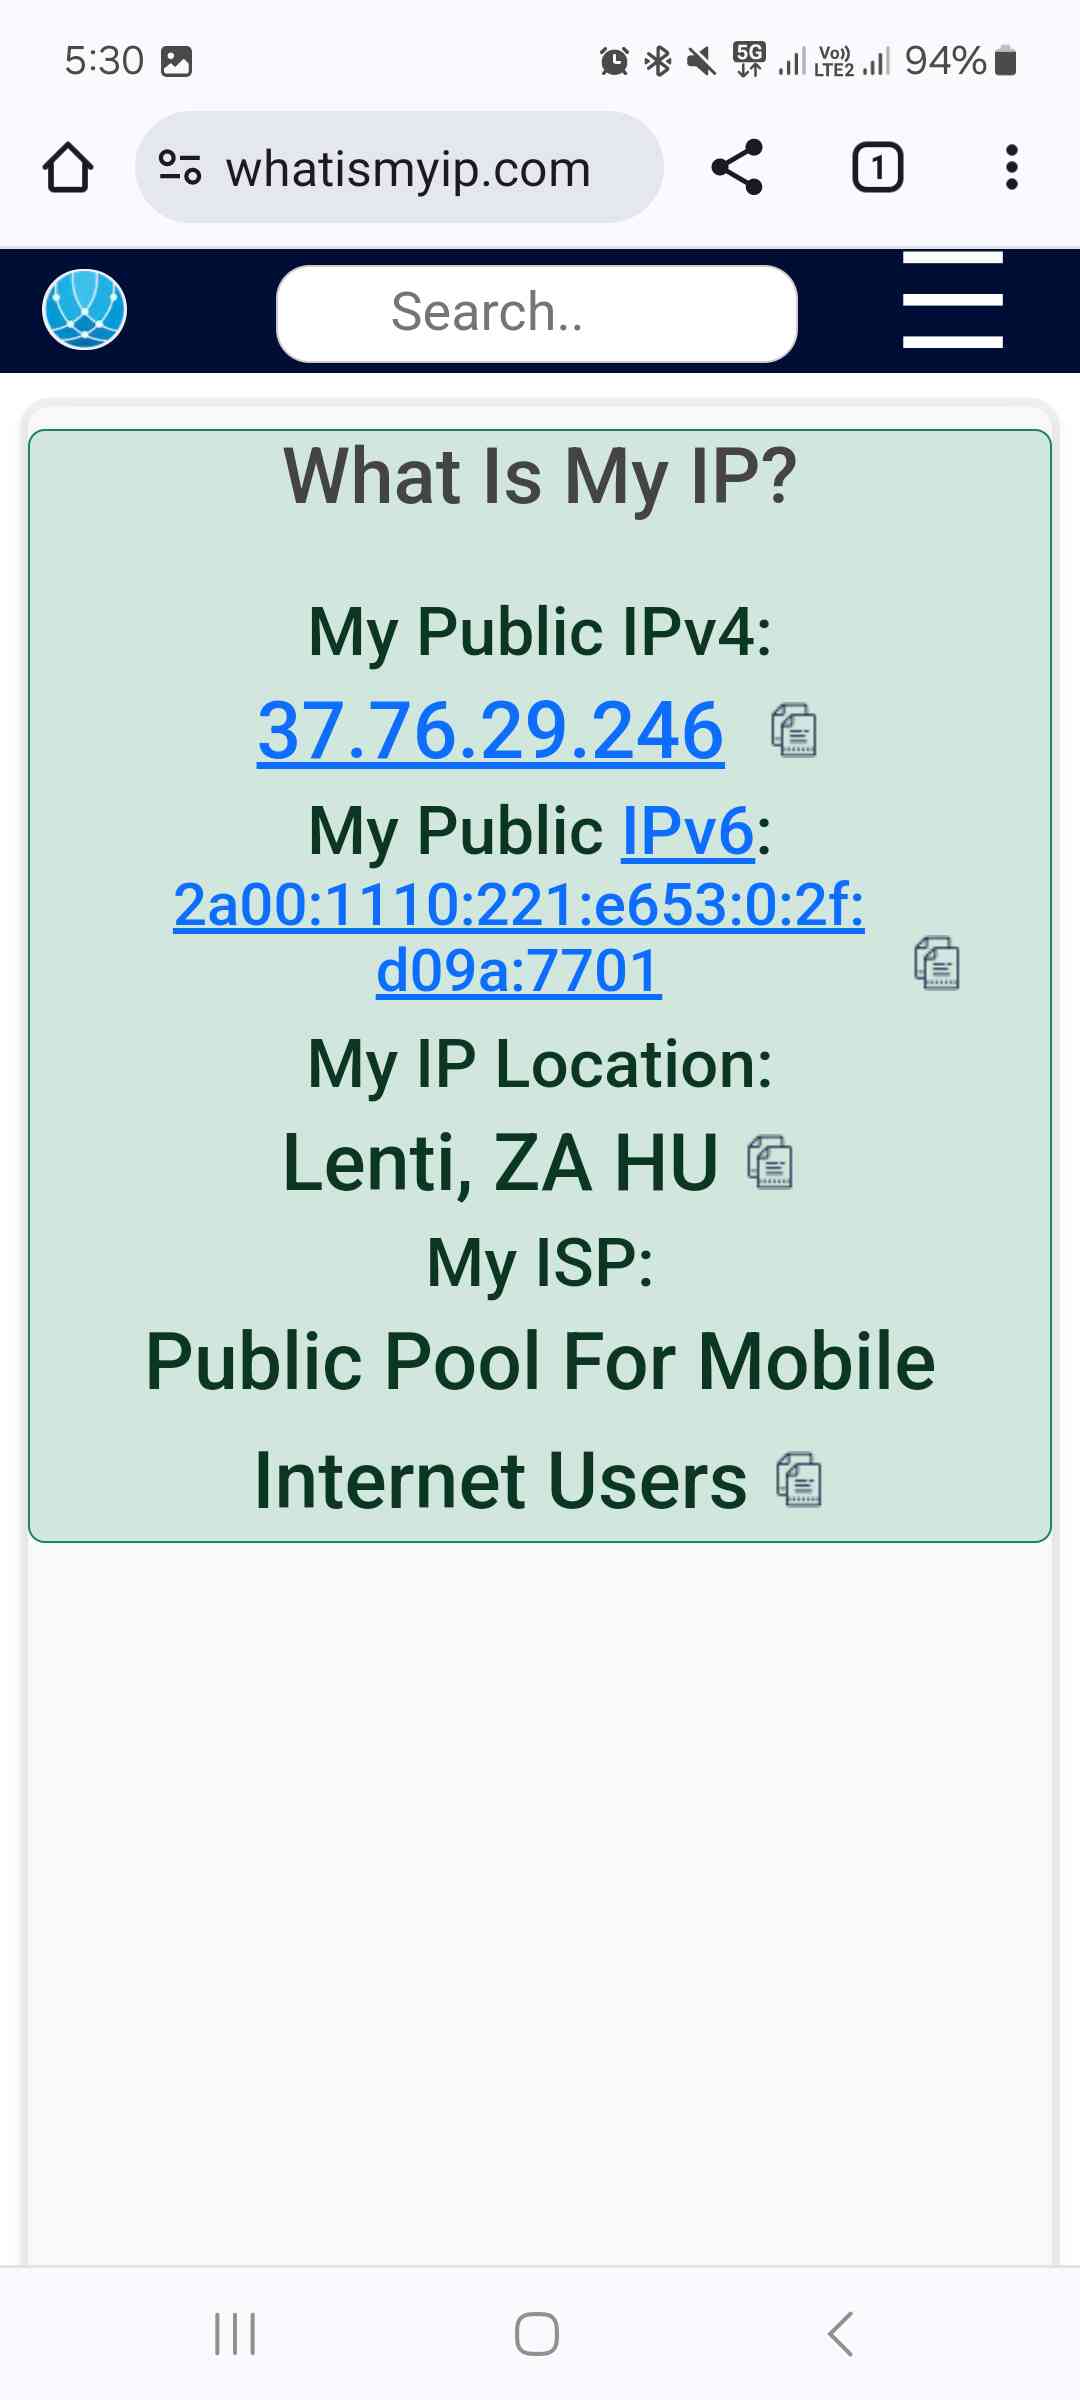 5:30
5G
Vo))
LTE2
94%
whatismyip.com
1
Search..
What Is My IP?
My Public IPv4:
37.76.29.246
My Public IPv6:
2a00:1110:221:e653:0:2f:
d09a:7701
My IP Location:
Lenti, ZA HU
My ISP:
Public Pool For Mobile
Internet Users